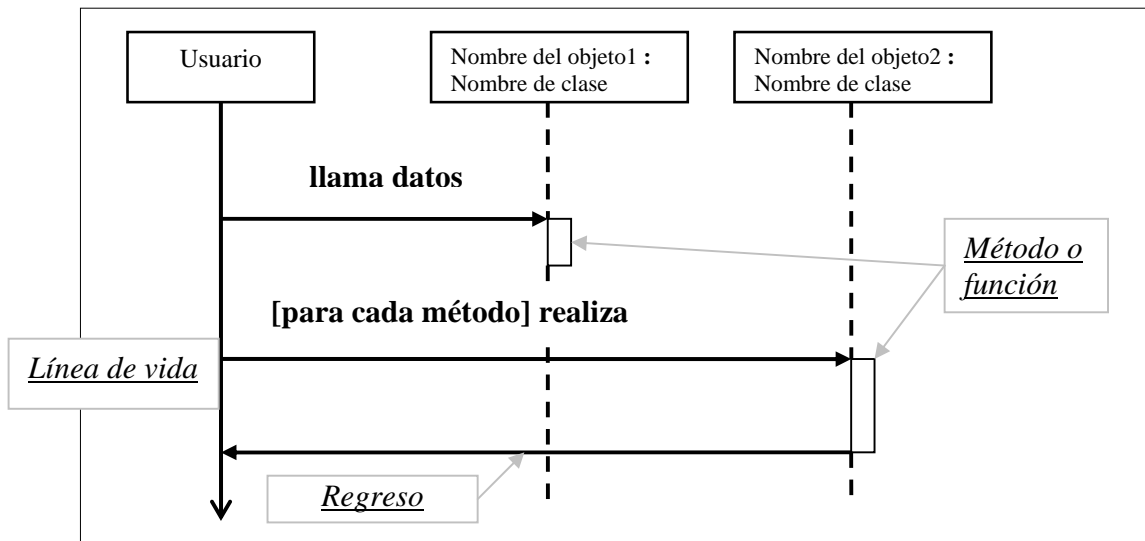 Usuario
Nombre del objeto1 :
Nombre de clase
Nombre del objeto2 :
Nombre de clase
llama datos
Método o
función
[para cada método] realiza
Línea de vida
Regreso